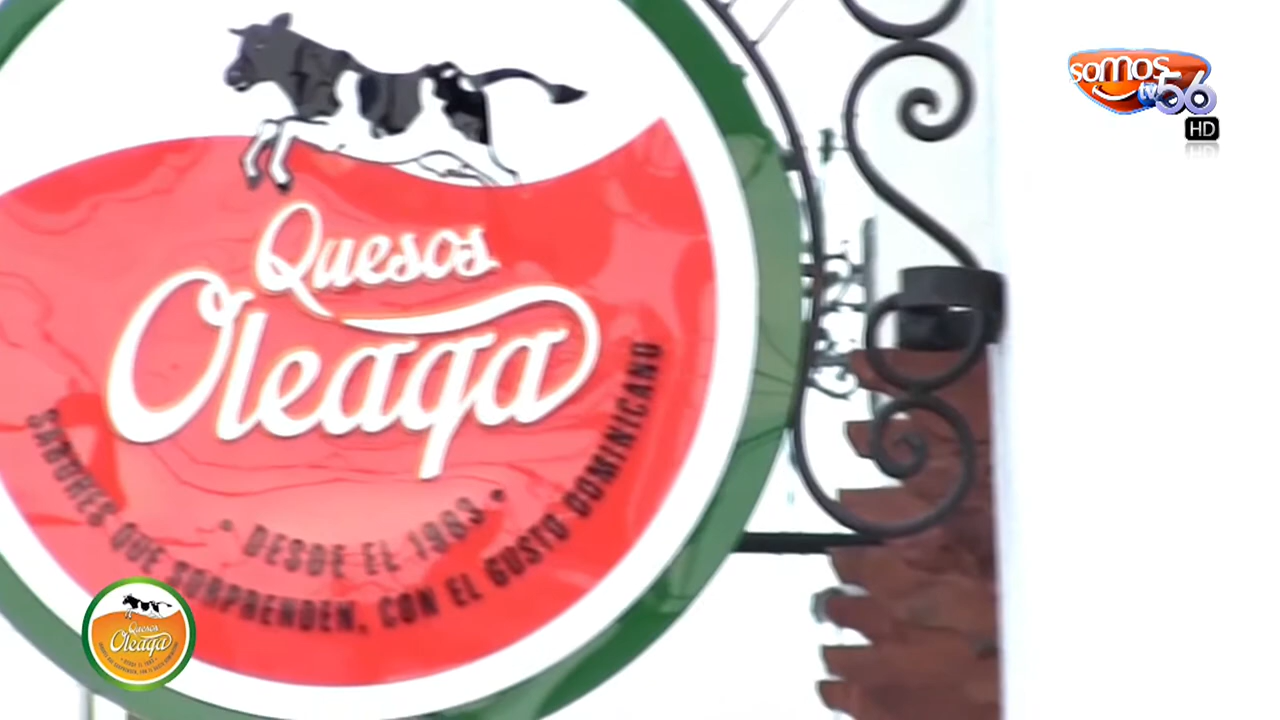 somos
tv56
HD
Quesos
Oleaga
• DESDE EL 1983 •
SABORES QUE SORPRENDEN, CON EL GUSTO DOMINICANO
Quesos
Oleaga